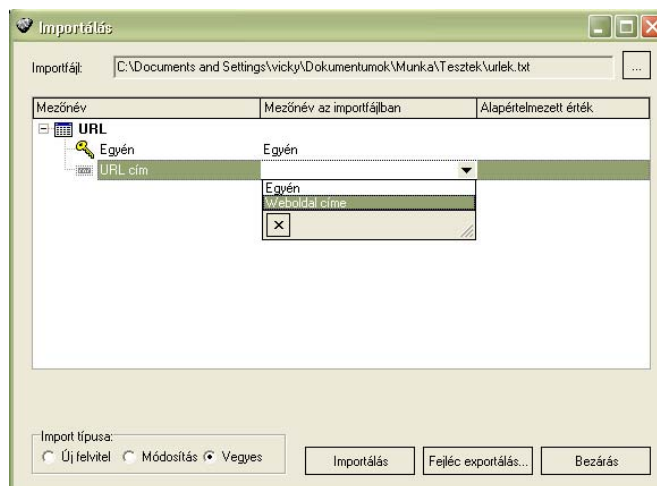 Importálás
Importfájl: C:\Documents and Settings\vicky\Dokumentumok\Munka\Tesztek\urlek.txt ...
Mezőnév Mezőnév az importfájlban Alapértelmezett érték
URL
Egyén Egyén
URL cím
Egyén
Weboldal címe
Import típusa:
Új felvitel Módosítás Vegyes
Importálás Fejléc exportálás... Bezárás